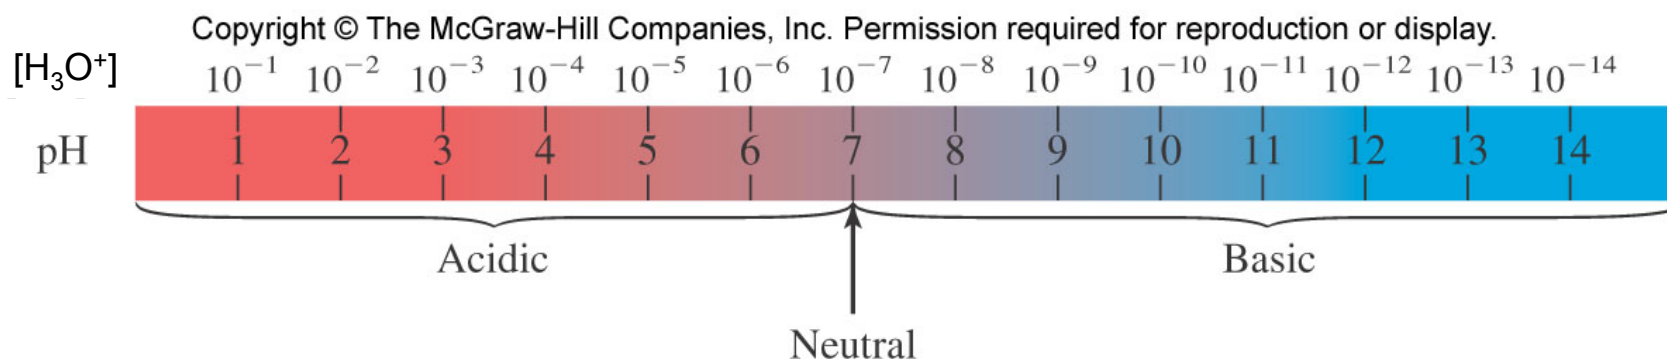 Copyright © The McGraw-Hill Companies, Inc. Permission required for reproduction or display.
[H₃O⁺] 10⁻¹ 10⁻² 10⁻³ 10⁻⁴ 10⁻⁵ 10⁻⁶ 10⁻⁷ 10⁻⁸ 10⁻⁹ 10⁻¹⁰ 10⁻¹¹ 10⁻¹² 10⁻¹³ 10⁻¹⁴
pH 1 2 3 4 5 6 7 8 9 10 11 12 13 14
Acidic Basic
Neutral